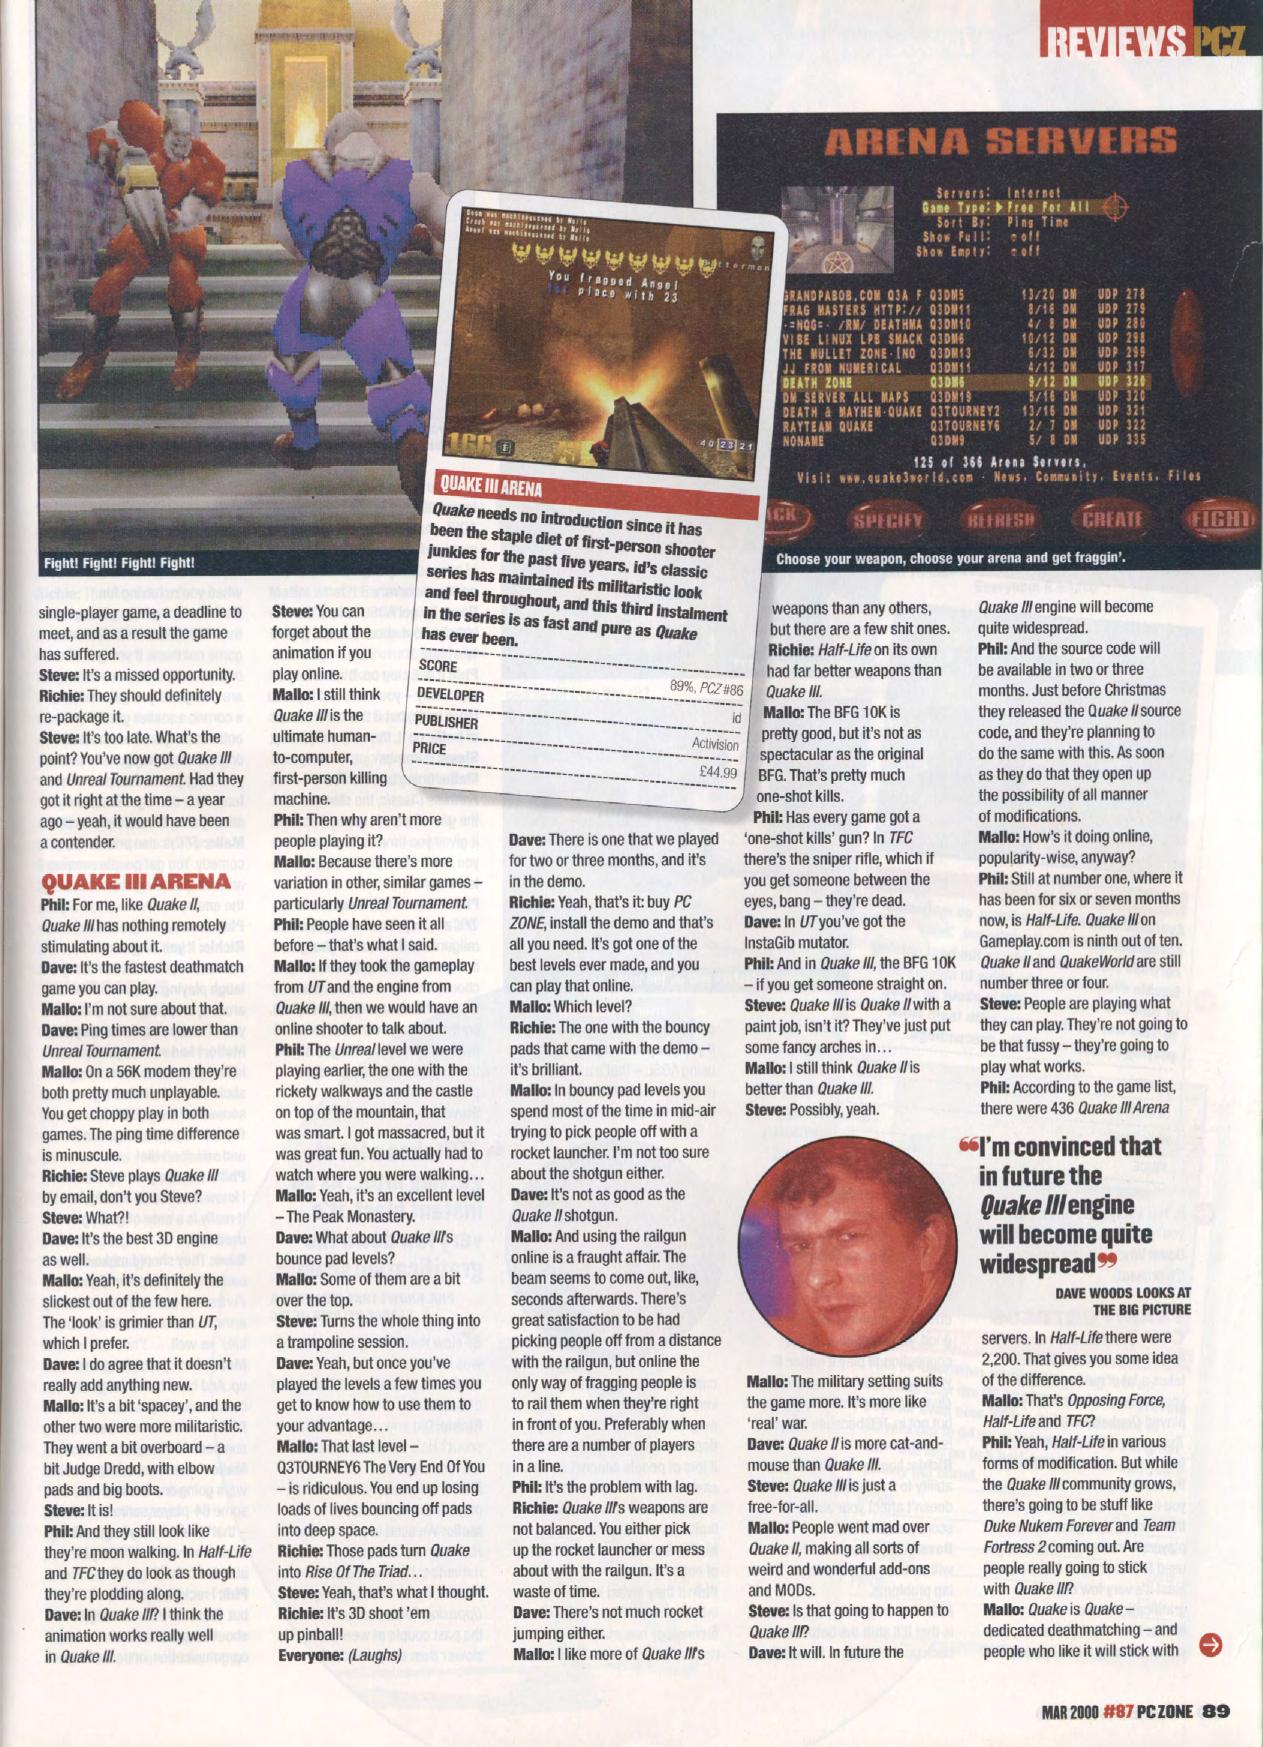 REVIEWS PCZ
Fight! Fight! Fight! Fight!
You fragged Angel
place with 23
166
40 23 21
QUAKE III ARENA
Quake needs no introduction since it has
been the staple diet of first-person shooter
junkies for the past five years. id's classic
series has maintained its militaristic look
and feel throughout, and this third instalment
in the series is as fast and pure as Quake
has ever been.
SCORE 89%, PCZ #86
DEVELOPER id
PUBLISHER Activision
PRICE £44.99
ARENA SERVERS
Servers: Internet
Game Type: Free For All
Sort By: Ping Time
Show Full: off
Show Empty: off
GRANDPABOB.COM Q3A F Q3DM5 13/20 DM UDP 278
FRAG MASTERS HTTP:// Q3DM11 8/16 DM UDP 279
-=NQG=- /RM/ DEATHMA Q3DM10 4/ 8 DM UDP 280
VIBE LINUX LPB SMACK Q3DM6 10/12 DM UDP 298
THE MULLET ZONE-INO Q3DM13 6/32 DM UDP 299
JJ FROM NUMERICAL Q3DM11 4/12 DM UDP 317
DEATH ZONE Q3DM6 9/12 DM UDP 320
DM SERVER ALL MAPS Q3DM19 5/16 DM UDP 321
DEATH & MAYHEM-QUAKE Q3TOURNEY2 13/16 DM UDP 321
RAYTEAM QUAKE Q3TOURNEY6 2/ 7 DM UDP 322
NONAME Q3DM9 5/ 8 DM UDP 335
125 of 366 Arena Servers.
Visit www.quake3world.com - News, Community, Events, Files
SPECIFY REFRESH CREATE FIGHT
Choose your weapon, choose your arena and get fraggin'.
single-player game, a deadline to
meet, and as a result the game
has suffered.
Steve: It's a missed opportunity.
Richie: They should definitely
re-package it.
Steve: It's too late. What's the
point? You've now got Quake III
and Unreal Tournament. Had they
got it right at the time – a year
ago – yeah, it would have been
a contender.
QUAKE III ARENA
Phil: For me, like Quake II,
Quake III has nothing remotely
stimulating about it.
Dave: It's the fastest deathmatch
game you can play.
Mallo: I'm not sure about that.
Dave: Ping times are lower than
Unreal Tournament.
Mallo: On a 56K modem they're
both pretty much unplayable.
You get choppy play in both
games. The ping time difference
is minuscule.
Richie: Steve plays Quake III
by email, don't you Steve?
Steve: What?!
Dave: It's the best 3D engine
as well.
Mallo: Yeah, it's definitely the
slickest out of the few here.
The 'look' is grimier than UT,
which I prefer.
Dave: I do agree that it doesn't
really add anything new.
Mallo: It's a bit 'spacey', and the
other two were more militaristic.
They went a bit overboard – a
bit Judge Dredd, with elbow
pads and big boots.
Steve: It is!
Phil: And they still look like
they're moon walking. In Half-Life
and TFC they do look as though
they're plodding along.
Dave: In Quake III? I think the
animation works really well
in Quake III.
Steve: You can
forget about the
animation if you
play online.
Mallo: I still think
Quake III is the
ultimate human-
to-computer,
first-person killing
machine.
Phil: Then why aren't more
people playing it?
Mallo: Because there's more
variation in other, similar games –
particularly Unreal Tournament.
Phil: People have seen it all
before – that's what I said.
Mallo: If they took the gameplay
from UT and the engine from
Quake III, then we would have an
online shooter to talk about.
Phil: The Unreal level we were
playing earlier, the one with the
rickety walkways and the castle
on top of the mountain, that
was smart. I got massacred, but it
was great fun. You actually had to
watch where you were walking…
Mallo: Yeah, it's an excellent level
– The Peak Monastery.
Dave: What about Quake III's
bounce pad levels?
Mallo: Some of them are a bit
over the top.
Steve: Turns the whole thing into
a trampoline session.
Dave: Yeah, but once you've
played the levels a few times you
get to know how to use them to
your advantage…
Mallo: That last level –
Q3TOURNEY6 The Very End Of You
– is ridiculous. You end up losing
loads of lives bouncing off pads
into deep space.
Richie: Those pads turn Quake
into Rise Of The Triad…
Steve: Yeah, that's what I thought.
Richie: It's 3D shoot 'em
up pinball!
Everyone: (Laughs)
Dave: There is one that we played
for two or three months, and it's
in the demo.
Richie: Yeah, that's it: buy PC
ZONE, install the demo and that's
all you need. It's got one of the
best levels ever made, and you
can play that online.
Mallo: Which level?
Richie: The one with the bouncy
pads that came with the demo –
it's brilliant.
Mallo: In bouncy pad levels you
spend most of the time in mid-air
trying to pick people off with a
rocket launcher. I'm not too sure
about the shotgun either.
Dave: It's not as good as the
Quake II shotgun.
Mallo: And using the railgun
online is a fraught affair. The
beam seems to come out, like,
seconds afterwards. There's
great satisfaction to be had
picking people off from a distance
with the railgun, but online the
only way of fragging people is
to rail them when they're right
in front of you. Preferably when
there are a number of players
in a line.
Phil: It's the problem with lag.
Richie: Quake III's weapons are
not balanced. You either pick
up the rocket launcher or mess
about with the railgun. It's a
waste of time.
Dave: There's not much rocket
jumping either.
Mallo: I like more of Quake III's
weapons than any others,
but there are a few shit ones.
Richie: Half-Life on its own
had far better weapons than
Quake III.
Mallo: The BFG 10K is
pretty good, but it's not as
spectacular as the original
BFG. That's pretty much
one-shot kills.
Phil: Has every game got a
'one-shot kills' gun? In TFC
there's the sniper rifle, which if
you get someone between the
eyes, bang – they're dead.
Dave: In UT you've got the
InstaGib mutator.
Phil: And in Quake III, the BFG 10K
– if you get someone straight on.
Steve: Quake III is Quake II with a
paint job, isn't it? They've just put
some fancy arches in…
Mallo: I still think Quake II is
better than Quake III.
Steve: Possibly, yeah.
Mallo: The military setting suits
the game more. It's more like
'real' war.
Dave: Quake II is more cat-and-
mouse than Quake III.
Steve: Quake III is just a
free-for-all.
Mallo: People went mad over
Quake II, making all sorts of
weird and wonderful add-ons
and MODs.
Steve: Is that going to happen to
Quake III?
Dave: It will. In future the
Quake III engine will become
quite widespread.
Phil: And the source code will
be available in two or three
months. Just before Christmas
they released the Quake II source
code, and they're planning to
do the same with this. As soon
as they do that they open up
the possibility of all manner
of modifications.
Mallo: How's it doing online,
popularity-wise, anyway?
Phil: Still at number one, where it
has been for six or seven months
now, is Half-Life. Quake III on
Gameplay.com is ninth out of ten.
Quake II and QuakeWorld are still
number three or four.
Steve: People are playing what
they can play. They're not going to
be that fussy – they're going to
play what works.
Phil: According to the game list,
there were 436 Quake III Arena
“I'm convinced that
in future the
Quake III engine
will become quite
widespread”
DAVE WOODS LOOKS AT
THE BIG PICTURE
servers. In Half-Life there were
2,200. That gives you some idea
of the difference.
Mallo: That's Opposing Force,
Half-Life and TFC?
Phil: Yeah, Half-Life in various
forms of modification. But while
the Quake III community grows,
there's going to be stuff like
Duke Nukem Forever and Team
Fortress 2 coming out. Are
people really going to stick
with Quake III?
Mallo: Quake is Quake –
dedicated deathmatching – and
people who like it will stick with
MAR 2000 #87 PC ZONE 89